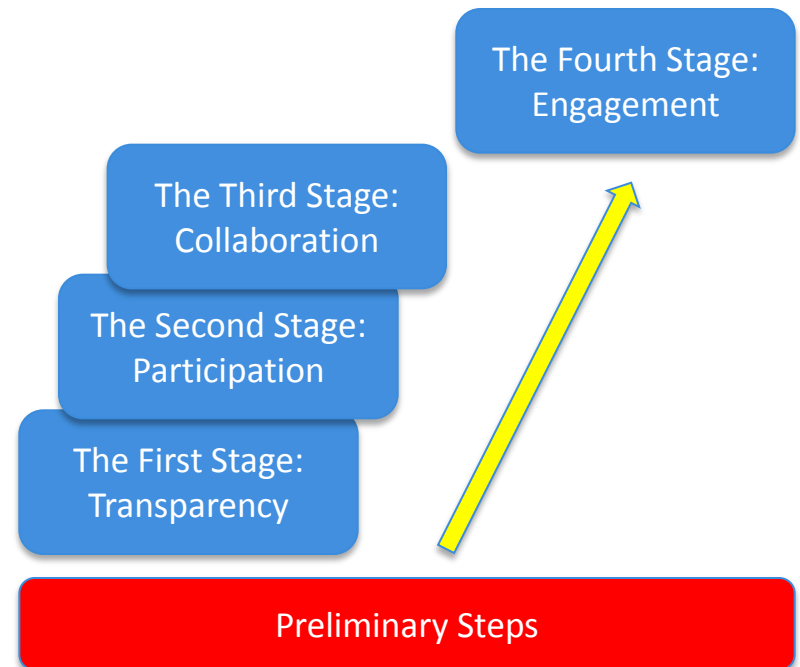 The Fourth Stage:
Engagement
The Third Stage:
Collaboration
The Second Stage:
Participation
The First Stage:
Transparency
Preliminary Steps